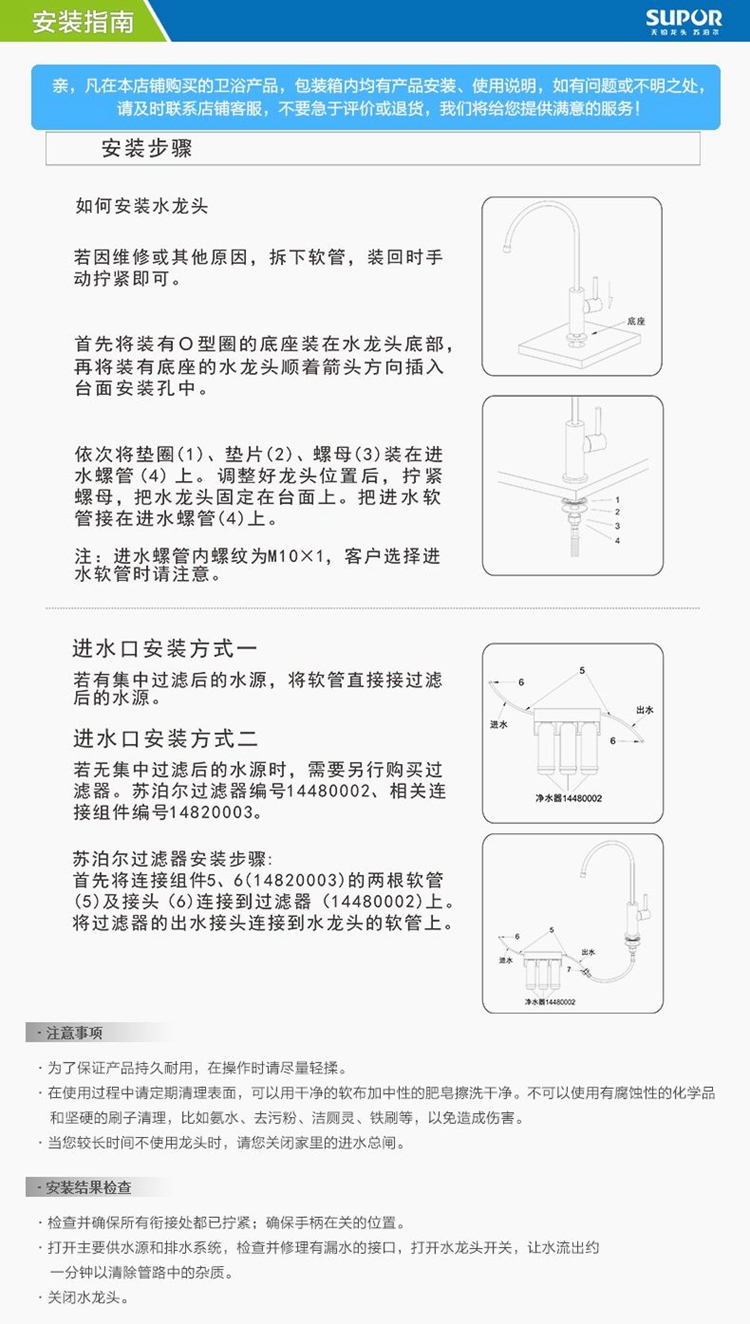 安装指南
SUPOR
无铅龙头 苏泊尔
亲，凡在本店铺购买的卫浴产品，包装箱内均有产品安装、使用说明，如有问题或不明之处，
请及时联系店铺客服，不要急于评价或退货，我们将给您提供满意的服务！
安装步骤
如何安装水龙头
若因维修或其他原因，拆下软管，装回时手
动拧紧即可。
首先将装有O型圈的底座装在水龙头底部，
再将装有底座的水龙头顺着箭头方向插入
台面安装孔中。
底座
依次将垫圈(1)、垫片(2)、螺母(3)装在进
水螺管(4)上。调整好龙头位置后，拧紧
螺母，把水龙头固定在台面上。把进水软
管接在进水螺管(4)上。
注：进水螺管内螺纹为M10×1，客户选择进
水软管时请注意。
1
2
3
4
进水口安装方式一
若有集中过滤后的水源，将软管直接接过滤
后的水源。
进水口安装方式二
若无集中过滤后的水源时，需要另行购买过
滤器。苏泊尔过滤器编号14480002、相关连
接组件编号14820003。
5
6
进水
出水
6
净水器14480002
苏泊尔过滤器安装步骤:
首先将连接组件5、6(14820003)的两根软管
(5)及接头(6)连接到过滤器（14480002)上。
将过滤器的出水接头连接到水龙头的软管上。
5
6
进水
出水
7
净水器14480002
·注意事项
·为了保证产品持久耐用，在操作时请尽量轻揉。
·在使用过程中请定期清理表面，可以用干净的软布加中性的肥皂擦洗干净。不可以使用有腐蚀性的化学品
和坚硬的刷子清理，比如氨水、去污粉、洁厕灵、铁刷等，以免造成伤害。
·当您较长时间不使用龙头时，请您关闭家里的进水总闸。
·安装结果检查
·检查并确保所有衔接处都已拧紧；确保手柄在关的位置。
·打开主要供水源和排水系统，检查并修理有漏水的接口，打开水龙头开关，让水流出约
一分钟以清除管路中的杂质。
·关闭水龙头。